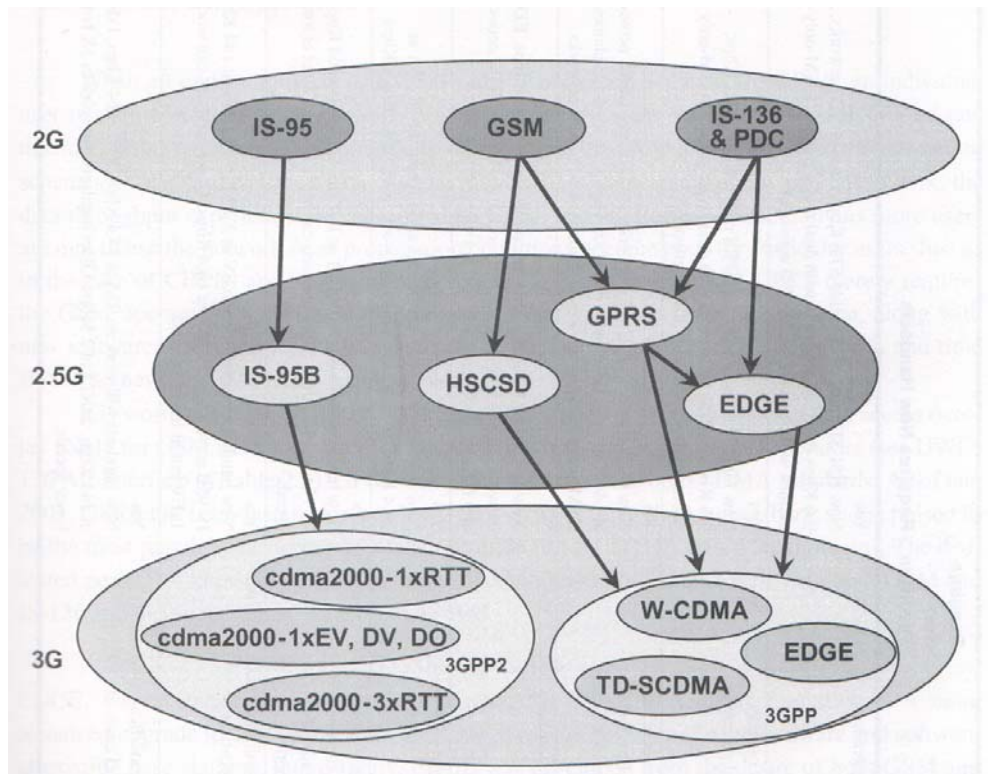 2G
IS-95
GSM
IS-136
& PDC
2.5G
GPRS
IS-95B
HSCSD
EDGE
3G
cdma2000-1xRTT
cdma2000-1xEV, DV, DO
3GPP2
cdma2000-3xRTT
W-CDMA
EDGE
TD-SCDMA
3GPP